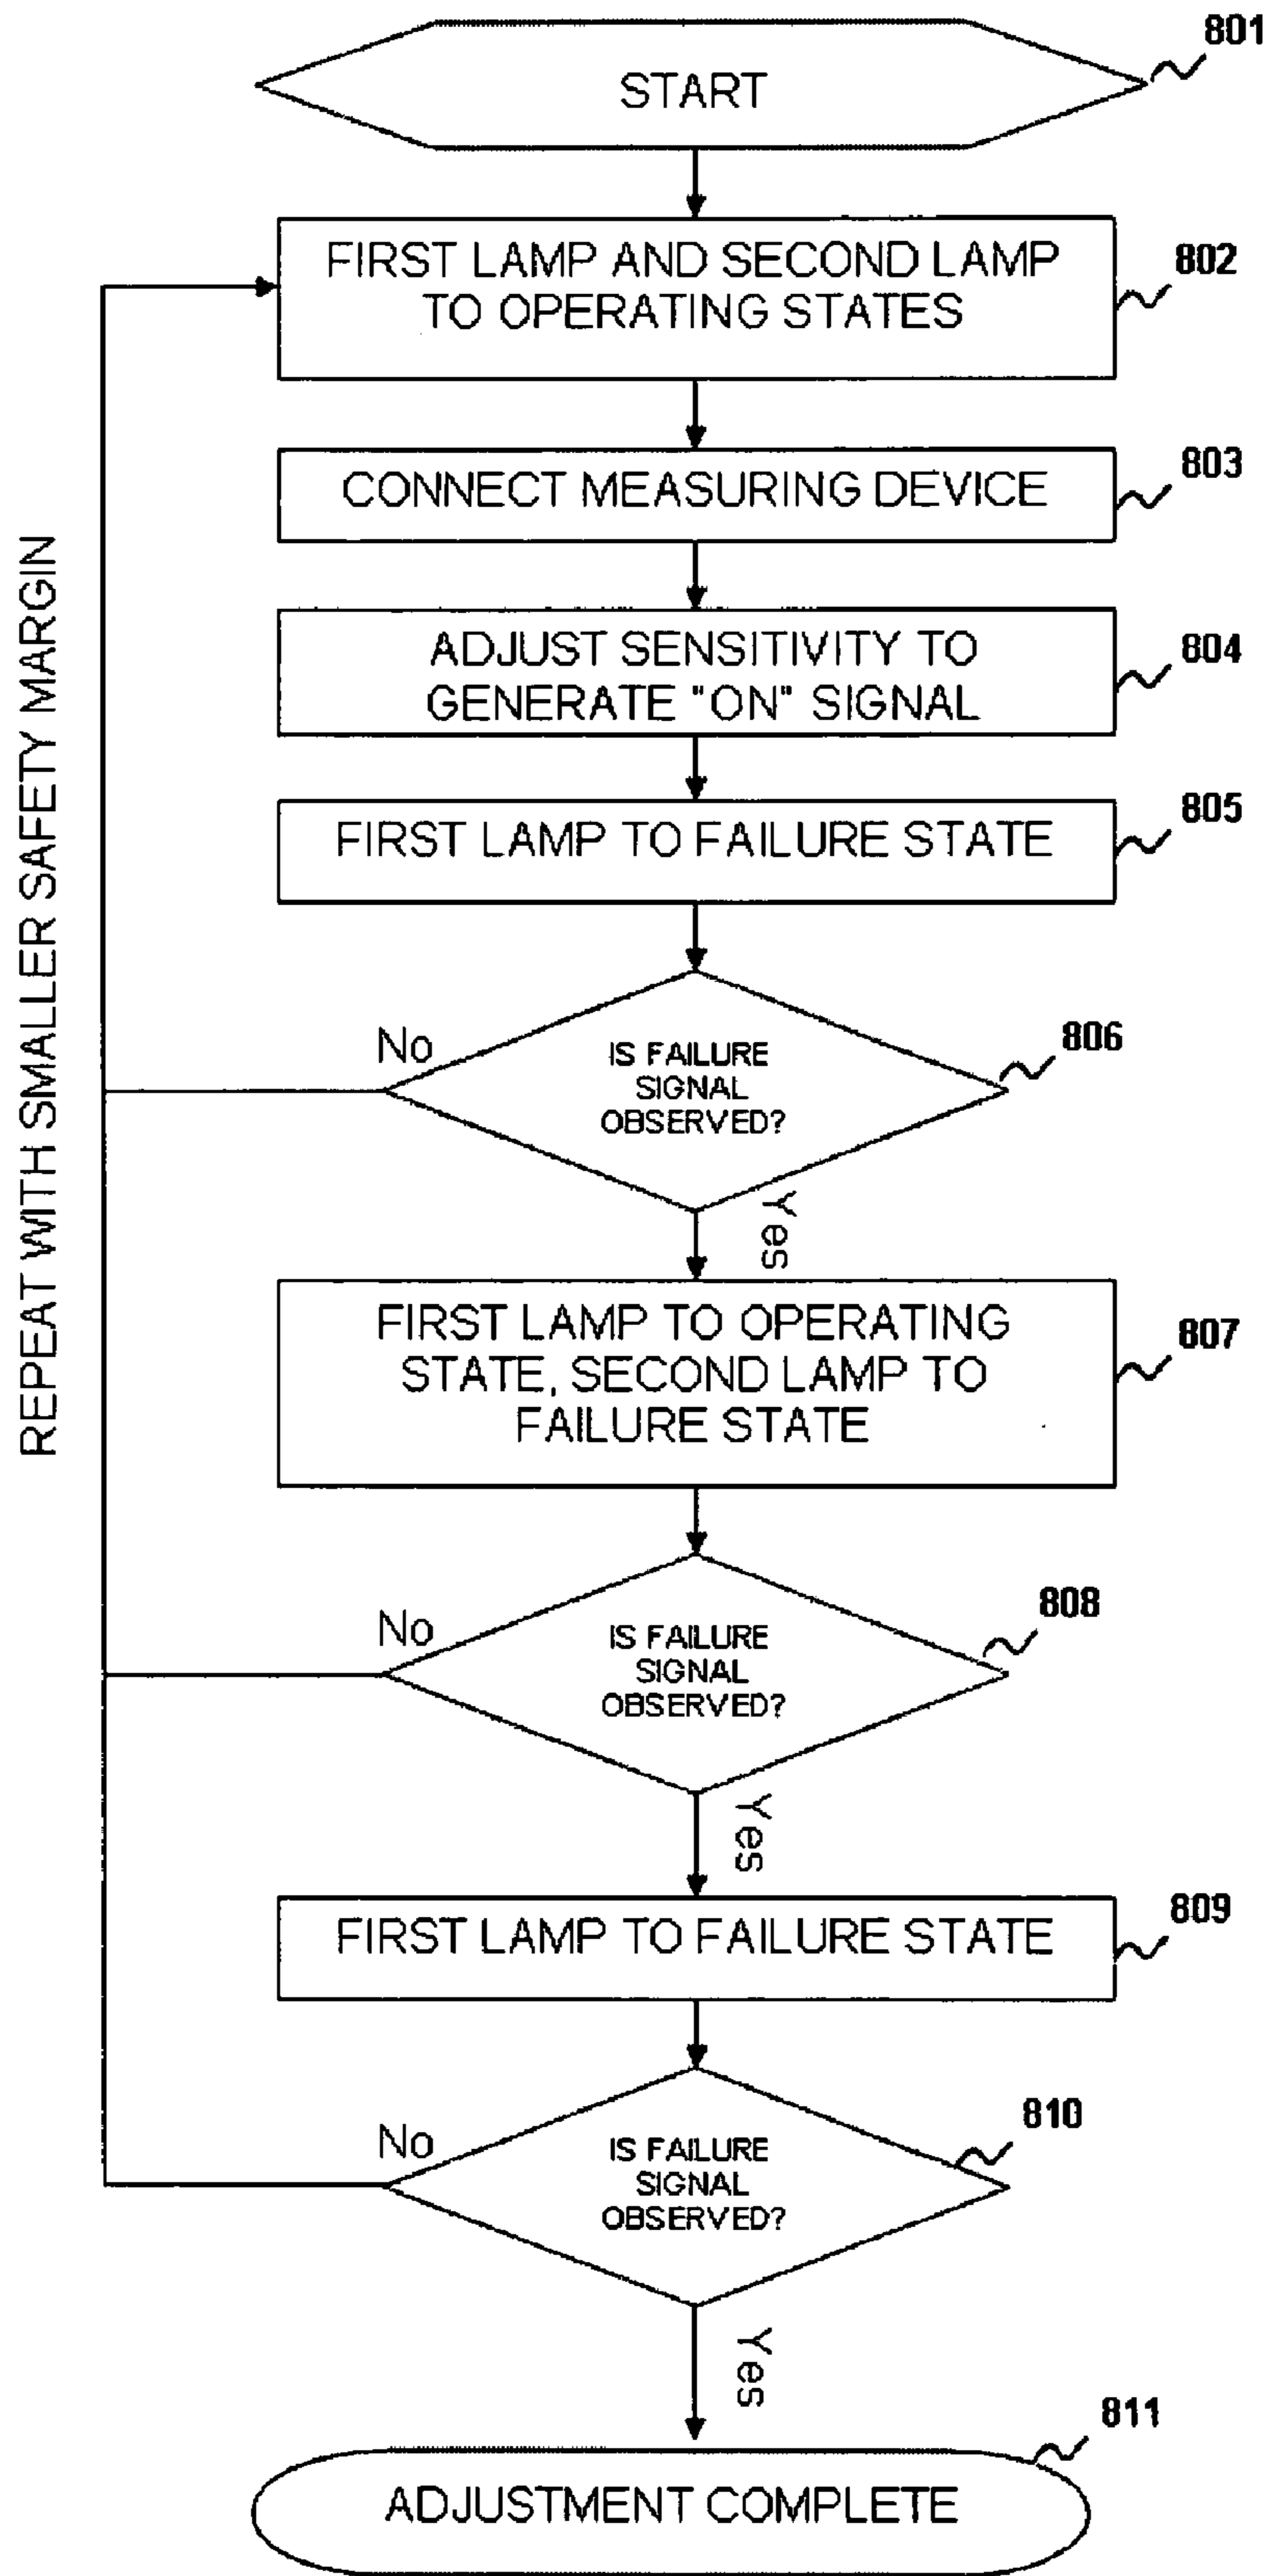 801
START
FIRST LAMP AND SECOND LAMP
TO OPERATING STATES
802
CONNECT MEASURING DEVICE
803
ADJUST SENSITIVITY TO
GENERATE "ON" SIGNAL
804
FIRST LAMP TO FAILURE STATE
805
REPEAT WITH SMALLER SAFETY MARGIN
No
IS FAILURE
SIGNAL
OBSERVED?
806
Yes
FIRST LAMP TO OPERATING
STATE, SECOND LAMP TO
FAILURE STATE
807
No
IS FAILURE
SIGNAL
OBSERVED?
808
Yes
FIRST LAMP TO FAILURE STATE
809
No
IS FAILURE
SIGNAL
OBSERVED?
810
Yes
811
ADJUSTMENT COMPLETE